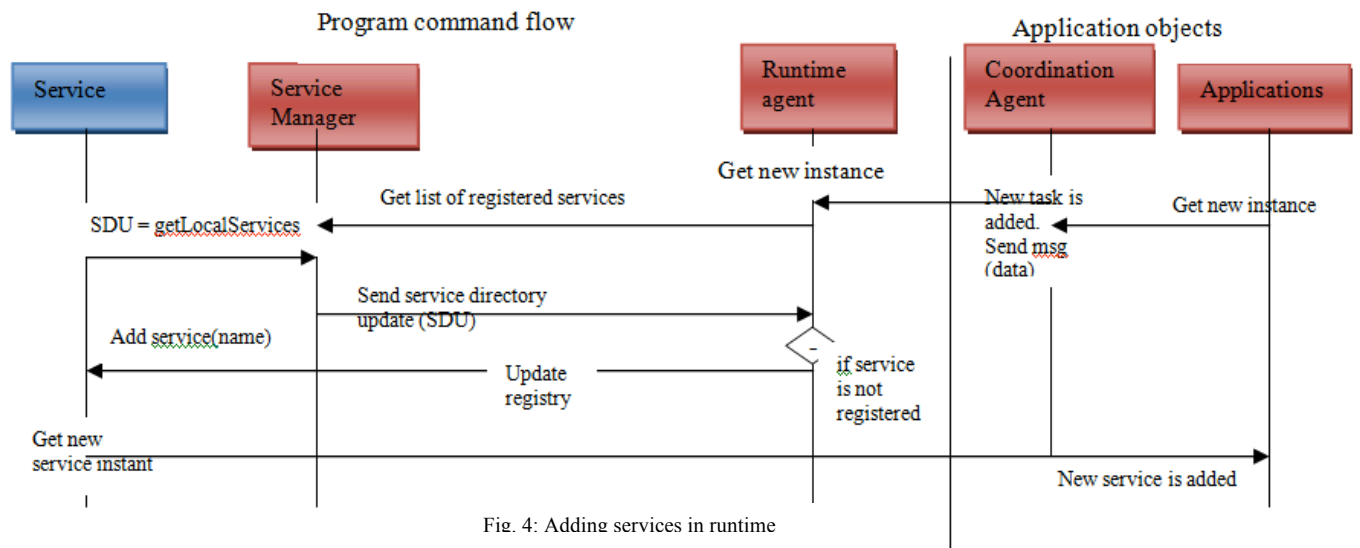 Program command flow
Application objects
Service
Service
Manager
Runtime
agent
Coordination
Agent
Applications
Get new instance
Get list of registered services
New task is
added.
Send msg
(data)
Get new instance
SDU = getLocalServices
Send service directory
update (SDU)
Add service(name)
if service
is not
registered
Update
registry
Get new
service instant
New service is added
Fig. 4: Adding services in runtime